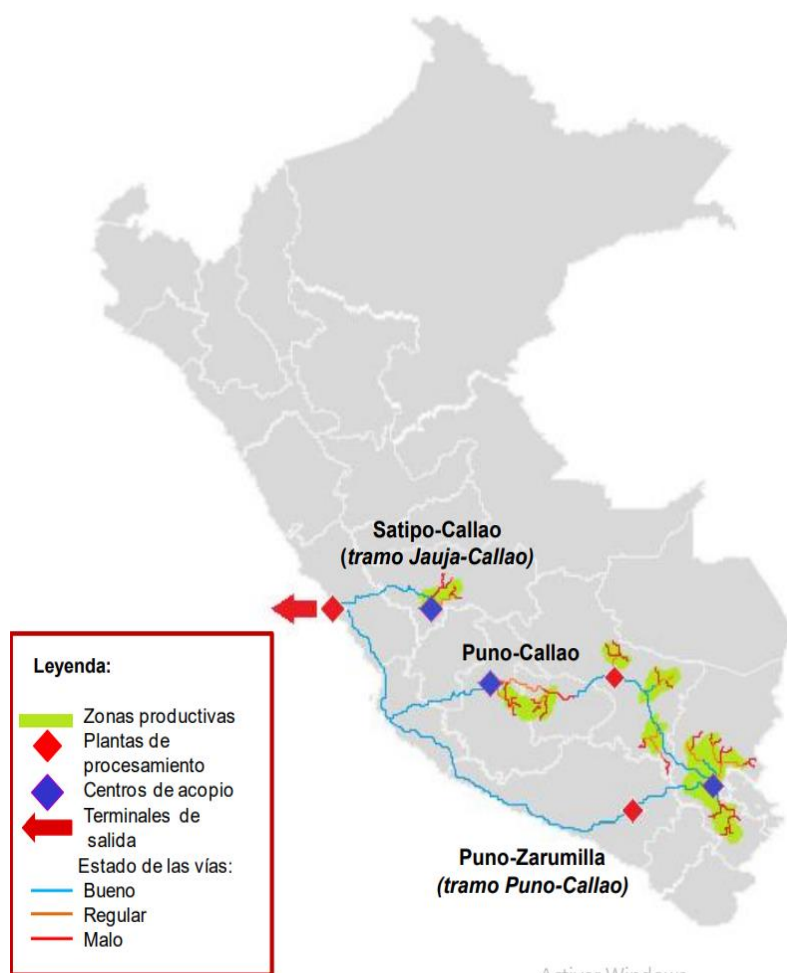 Satipo-Callao
(tramo Jauja-Callao)
Puno-Callao
Puno-Zarumilla
(tramo Puno-Callao)
Leyenda:
Zonas productivas
Plantas de
procesamiento
Centros de acopio
Terminales de
salida
Estado de las vías:
Bueno
Regular
Malo